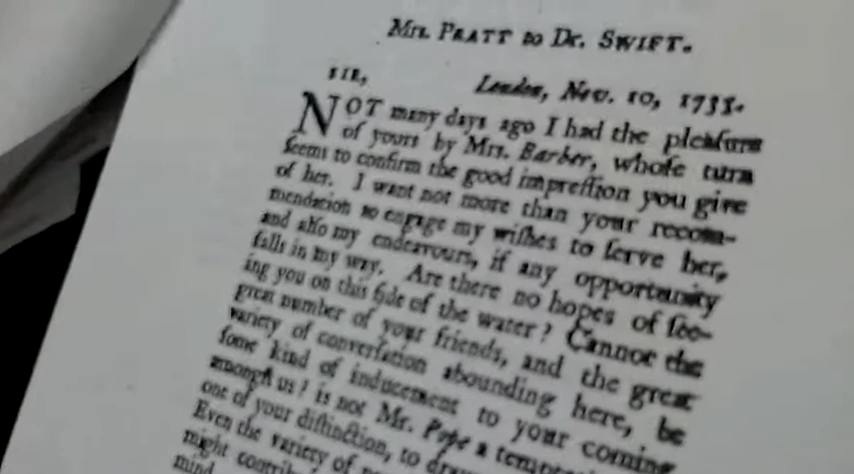 Mrs. PRATT to Dr. SWIFT.
SIR,
London, Nov. 10, 1735.
NOT many days ago I had the pleaſure
of yours by Mrs. Barber, whoſe turn
ſeems to confirm the good impreſſion you give
of her. I want not more than your recom-
mendation to engage my wiſhes to ſerve her,
and alſo my endeavours, if any opportunity
falls in my way. Are there no hopes of ſee-
ing you on this ſide of the water? Cannot the
great number of your friends, and the great
variety of converſation abounding here, be
ſome kind of inducement to your coming
amongſt us? is not Mr. Pope a
one of your diſtinction, to
Even the variety of
might
mind